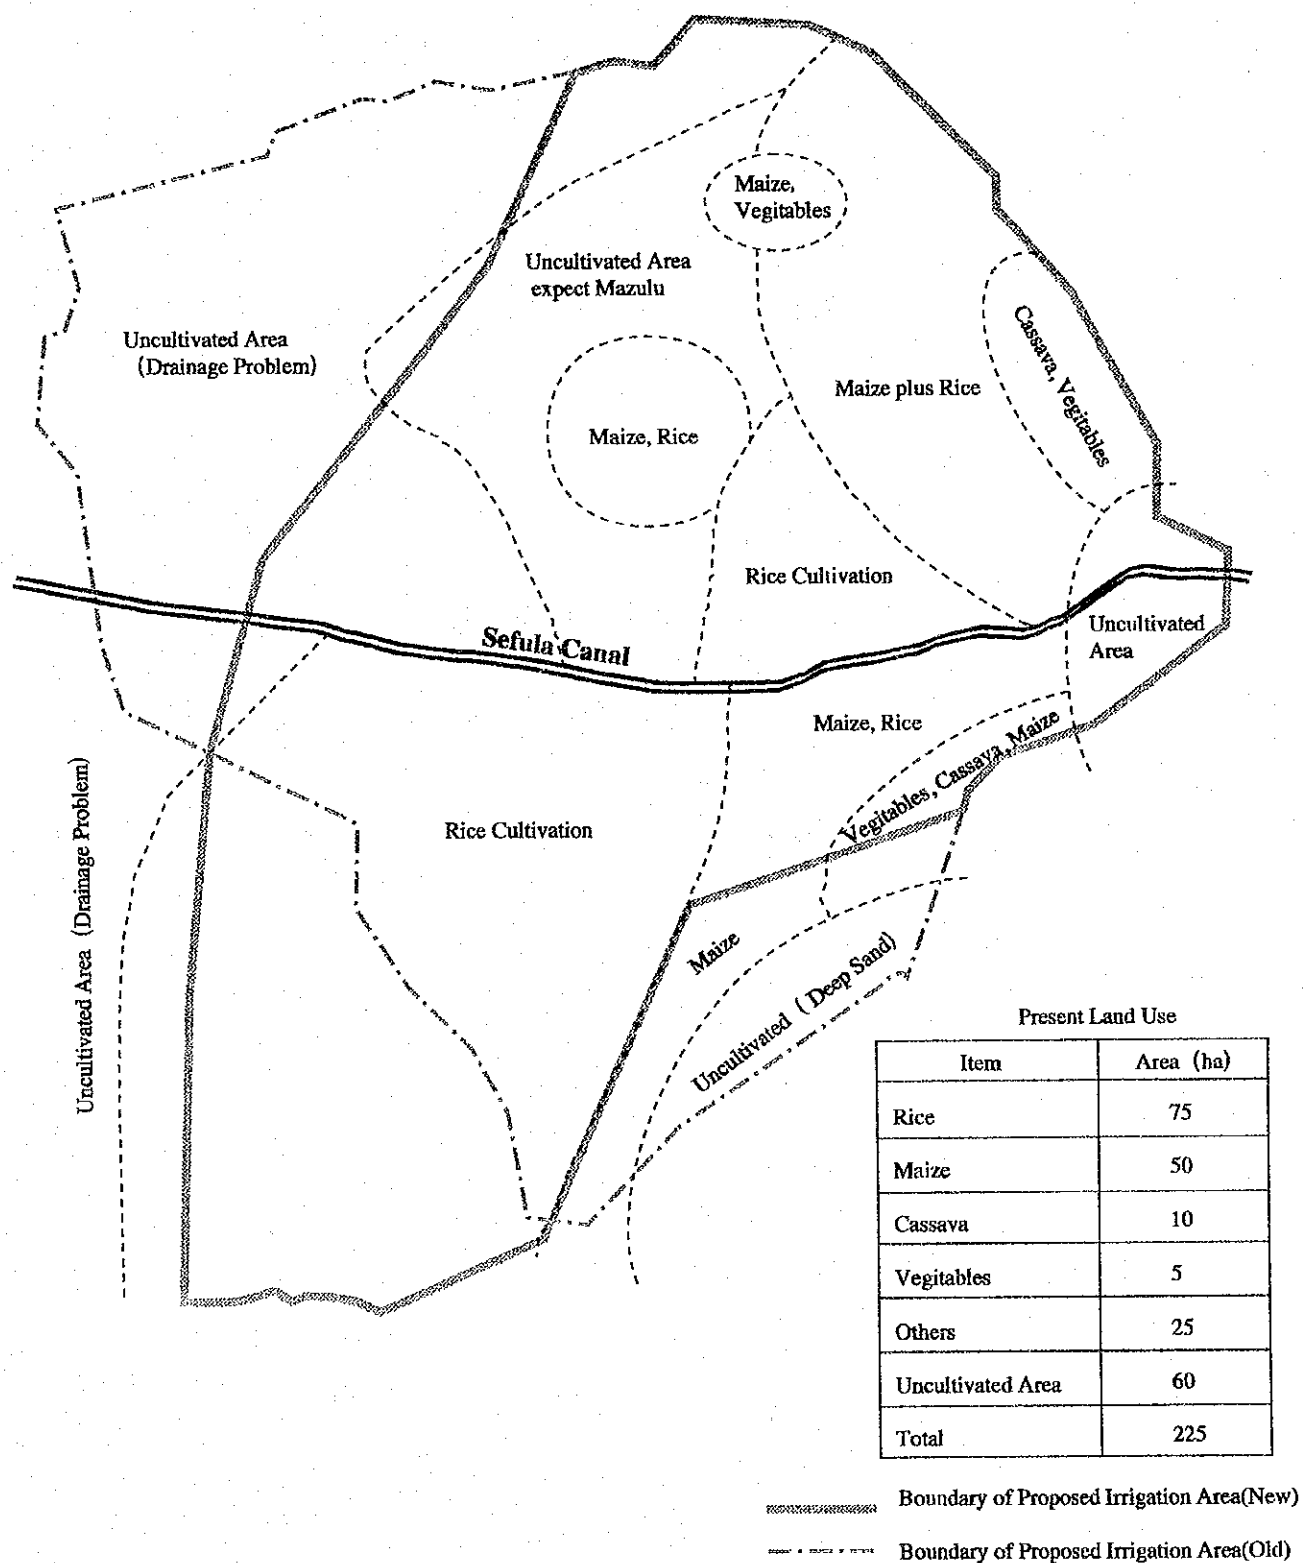 Maize,
Vegitables
Uncultivated Area
expect Mazulu
Uncultivated Area
(Drainage Problem)
Cassava, Vegitables
Maize plus Rice
Maize, Rice
Rice Cultivation
Sefula Canal
Uncultivated
Area
Maize, Rice
Vegitables, Cassava, Maize
Rice Cultivation
Uncultivated Area (Drainage Problem)
Maize
Uncultivated ( Deep Sand)
Present Land Use
Item Area (ha)
Rice 75
Maize 50
Cassava 10
Vegitables 5
Others 25
Uncultivated Area 60
Total 225
Boundary of Proposed Irrigation Area(New)
Boundary of Proposed Irrigation Area(Old)